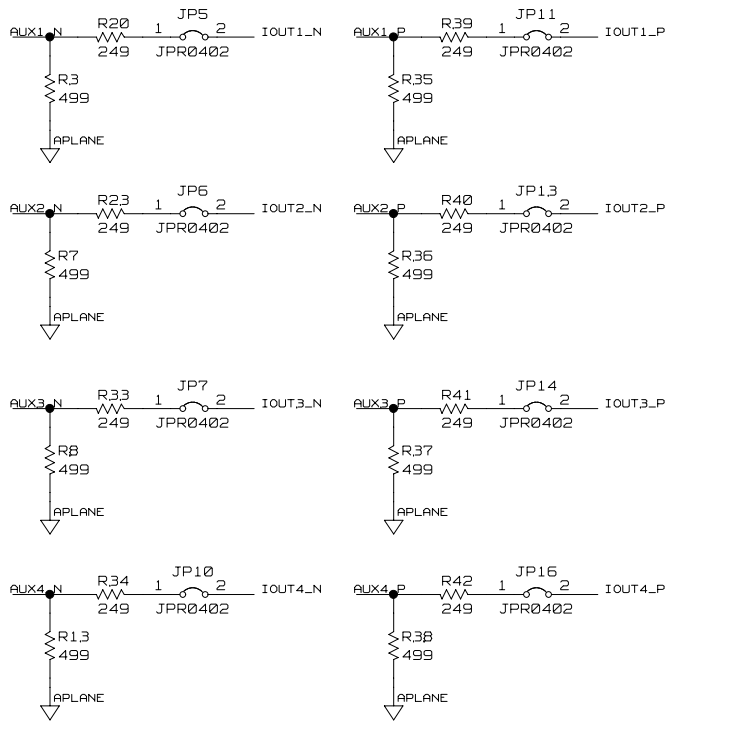 JP5
R20
1 2
AUX1_N
IOUT1_N
249
JPR0402
R3
499
APLANE
JP11
R39
1 2
AUX1_P
IOUT1_P
249
JPR0402
R35
499
APLANE
JP6
R23
1 2
AUX2_N
IOUT2_N
249
JPR0402
R7
499
APLANE
JP13
R40
1 2
AUX2_P
IOUT2_P
249
JPR0402
R36
499
APLANE
JP7
R33
1 2
AUX3_N
IOUT3_N
249
JPR0402
R8
499
APLANE
JP14
R41
1 2
AUX3_P
IOUT3_P
249
JPR0402
R37
499
APLANE
JP10
R34
1 2
AUX4_N
IOUT4_N
249
JPR0402
R13
499
APLANE
JP16
R42
1 2
AUX4_P
IOUT4_P
249
JPR0402
R38
499
APLANE